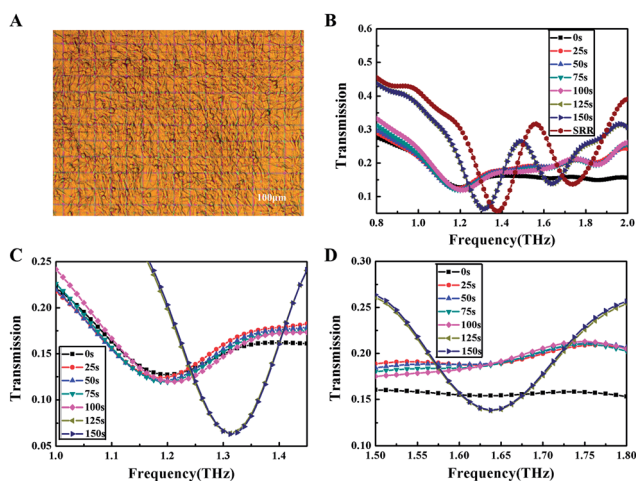 A
100μm
B
Transmission
0.6
0.5
0.4
0.3
0.2
0.1
0.8 1.0 1.2 1.4 1.6 1.8 2.0
Frequency(THz)
0s
25s
50s
75s
100s
125s
150s
SRR
C
Transmission
0.25
0.20
0.15
0.10
0.05
1.0 1.1 1.2 1.3 1.4
Frequency(THz)
0s
25s
50s
75s
100s
125s
150s
D
Transmission
0.30
0.25
0.20
0.15
0.10
1.50 1.55 1.60 1.65 1.70 1.75 1.80
Frequency(THz)
0s
25s
50s
75s
100s
125s
150s